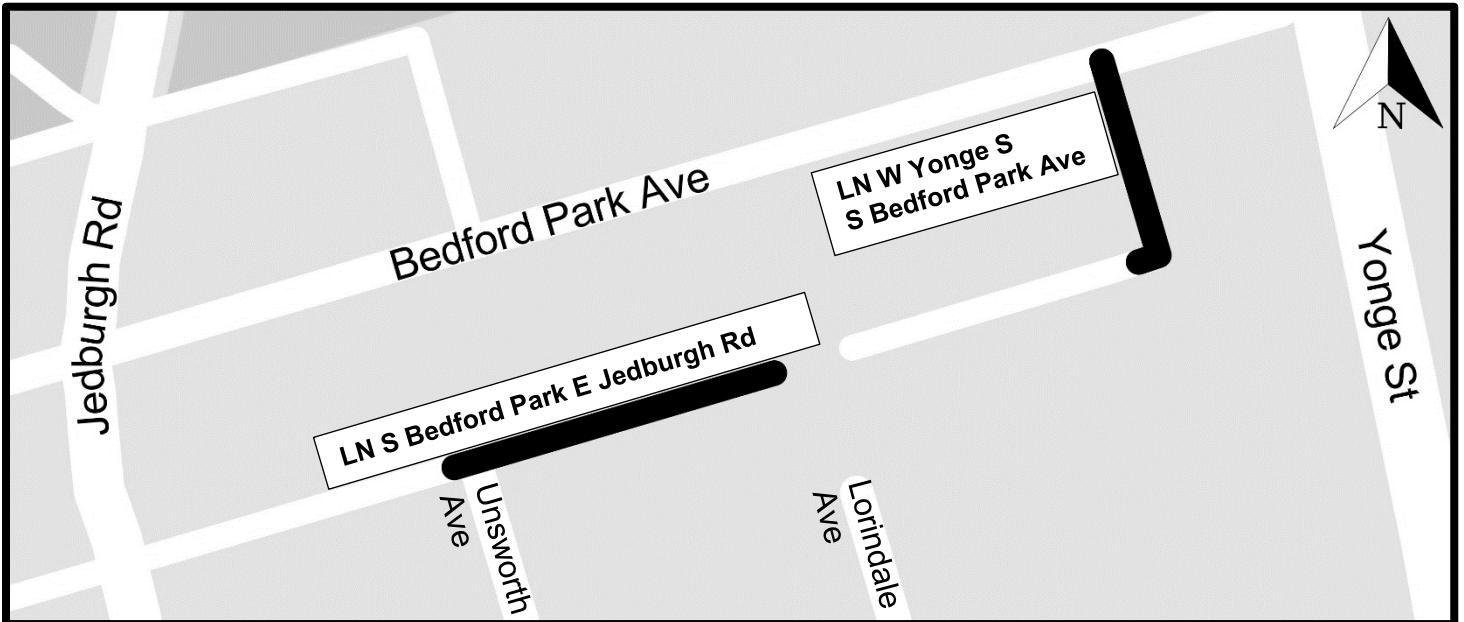 N
LN W Yonge S
S Bedford Park Ave
Bedford Park Ave
Jedburgh Rd
Yonge St
LN S Bedford Park E Jedburgh Rd
Unsworth
Ave
Lorindale
Ave